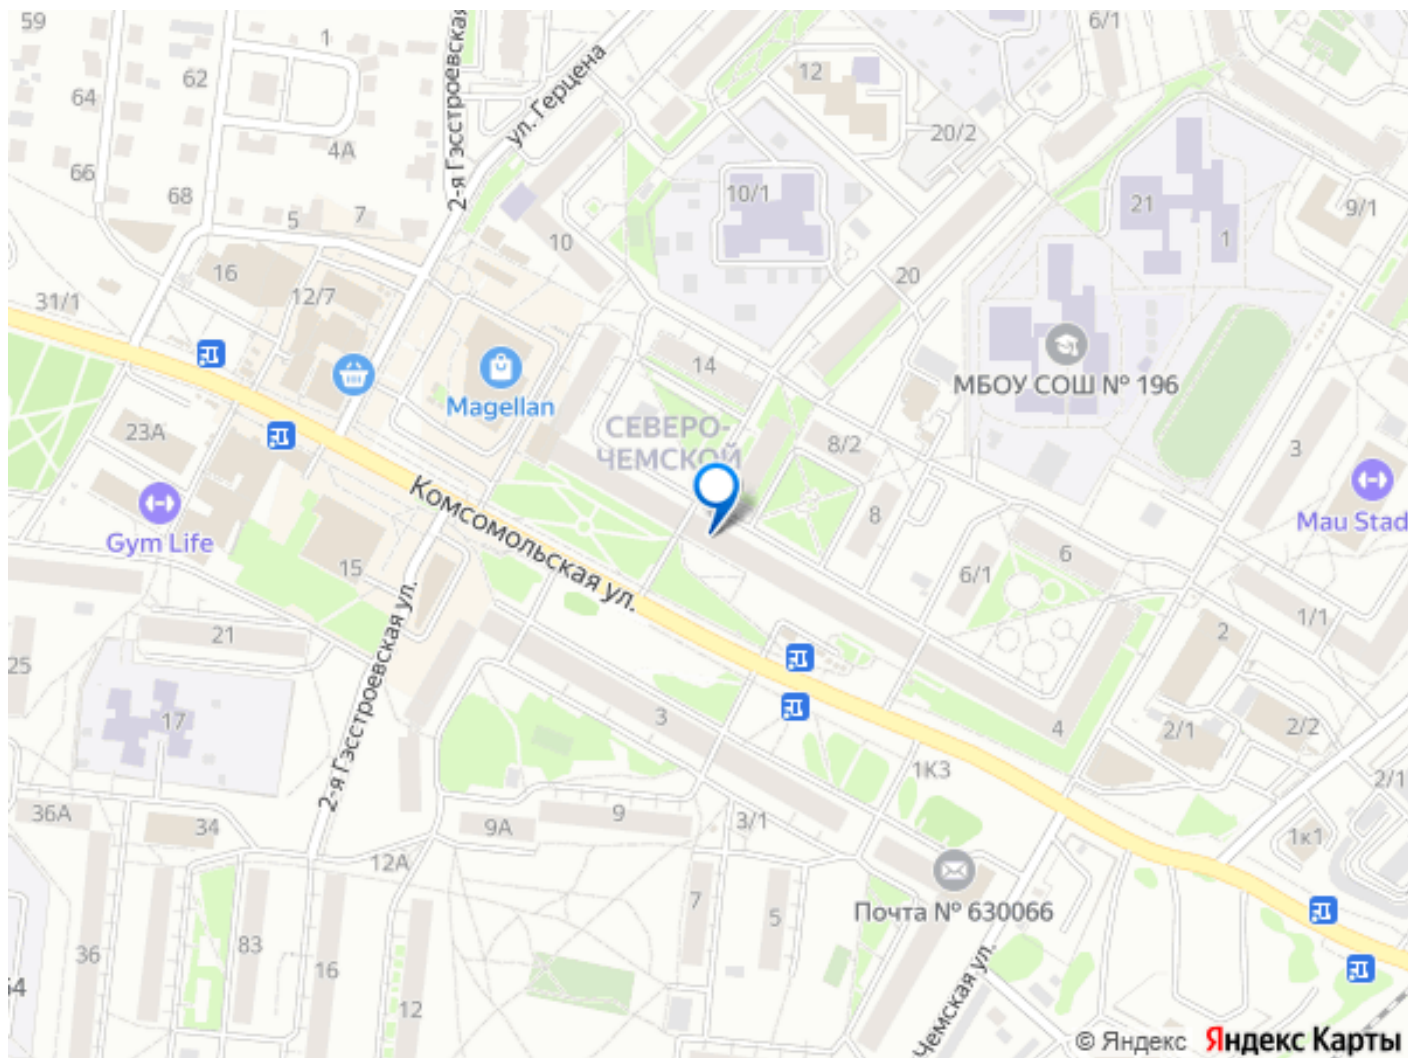 59
1
6/1
62
64
2-я Гэсстроевская
ул. Герцена
12
20/2
4А
66
68
10/1
21
9/1
5
7
10
1
16
12/7
20
31/1
14
МБОУ СОШ № 196
Magellan
СЕВЕРО-
ЧЕМСКОЙ
23А
8/2
3
Gym Life
Комсомольская ул.
8
Mau Stad
15
6
6/1
1/1
21
2
25
2-я Гэсстроевская ул.
17
3
4
2/1
2/2
1К3
2/1
36А
34
9А
9
3/1
1к1
12А
7
5
Почта № 630066
83
36
16
12
54
Чемская ул.
© Яндекс Яндекс Карты